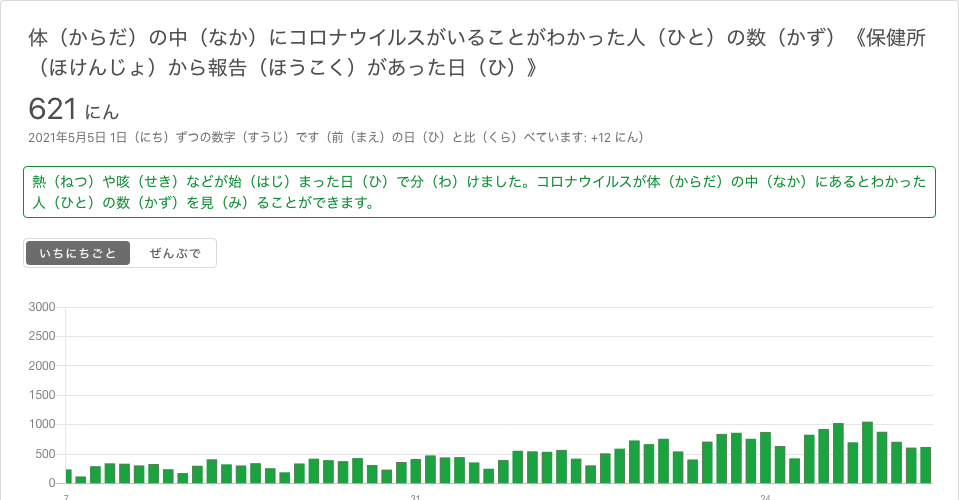 体（からだ）の中（なか）にコロナウイルスがいることがわかった人（ひと）の数（かず）《保健所
（ほけんじょ）から報告（ほうこく）があった日（ひ）》
621 にん
2021年5月5日 1日（にち）ずつの数字（すうじ）です（前（まえ）の日（ひ）と比（くら）べています: +12 にん）
熱（ねつ）や咳（せき）などが始（はじ）まった日（ひ）で分（わ）けました。コロナウイルスが体（からだ）の中（なか）にあるとわかった
人（ひと）の数（かず）を見（み）ることができます。
いちにちごと ぜんぶで
3000
2500
2000
1500
1000
500
0
7 31 24